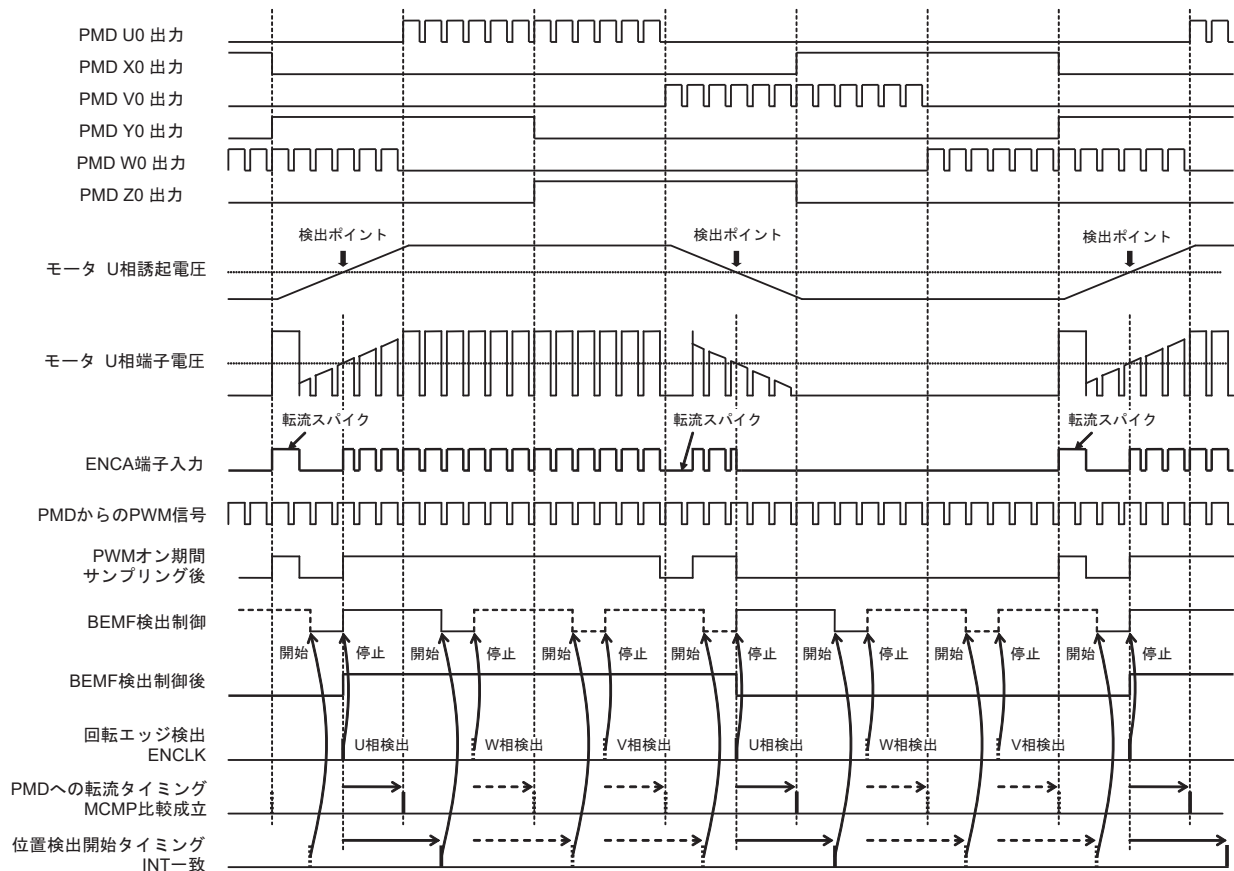 PMD U0 出力
PMD X0 出力
PMD V0 出力
PMD Y0 出力
PMD W0 出力
PMD Z0 出力
検出ポイント 検出ポイント 検出ポイント
モータ U相誘起電圧
モータ U相端子電圧
転流スパイク 転流スパイク 転流スパイク
ENCA端子入力
PMDからのPWM信号
PWMオン期間
サンプリング後
BEMF検出制御
開始 停止 開始 停止 開始 停止 開始 停止 開始 停止 開始 停止 開始 停止
BEMF検出制御後
回転エッジ検出
ENCLK
U相検出 W相検出 V相検出 U相検出 W相検出 V相検出
PMDへの転流タイミング
MCMP比較成立
位置検出開始タイミング
INT一致